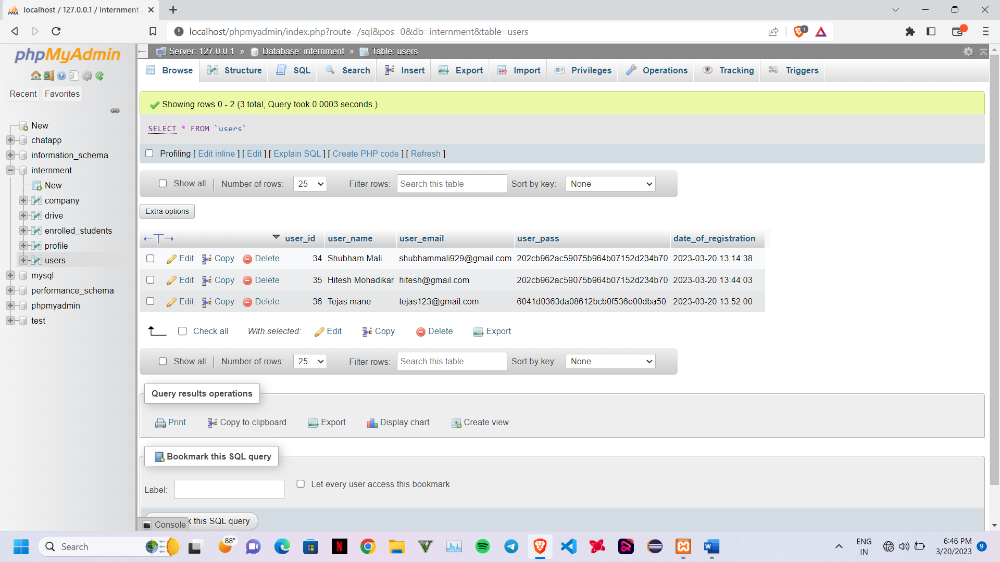 localhost / 127.0.0.1 / internment
localhost/phpmyadmin/index.php?route=/sql&pos=0&db=internment&table=users
1
phpMyAdmin
Recent Favorites
New
chatapp
information_schema
internment
New
company
drive
enrolled_students
profile
users
mysql
performance_schema
phpmyadmin
test
Server: 127.0.0.1 » Database: internment » Table: users
Browse Structure SQL Search Insert Export Import Privileges Operations Tracking Triggers
Showing rows 0 - 2 (3 total, Query took 0.0003 seconds.)
SELECT * FROM `users`
Profiling [ Edit inline ] [ Edit ] [ Explain SQL ] [ Create PHP code ] [ Refresh ]
Show all Number of rows: 25 Filter rows: Search this table Sort by key: None
Extra options
user_id user_name user_email user_pass date_of_registration
Edit Copy Delete 34 Shubham Mali shubhammali929@gmail.com 202cb962ac59075b964b07152d234b70 2023-03-20 13:14:38
Edit Copy Delete 35 Hitesh Mohadikar hitesh@gmail.com 202cb962ac59075b964b07152d234b70 2023-03-20 13:44:03
Edit Copy Delete 36 Tejas mane tejas123@gmail.com 6041d0363da08612bcb0f536e00dba50 2023-03-20 13:52:00
Check all With selected: Edit Copy Delete Export
Show all Number of rows: 25 Filter rows: Search this table Sort by key: None
Query results operations
Print Copy to clipboard Export Display chart Create view
Bookmark this SQL query
Label: Let every user access this bookmark
k this SQL query
Console
Search
88°
ENG
IN
6:46 PM
3/20/2023
9